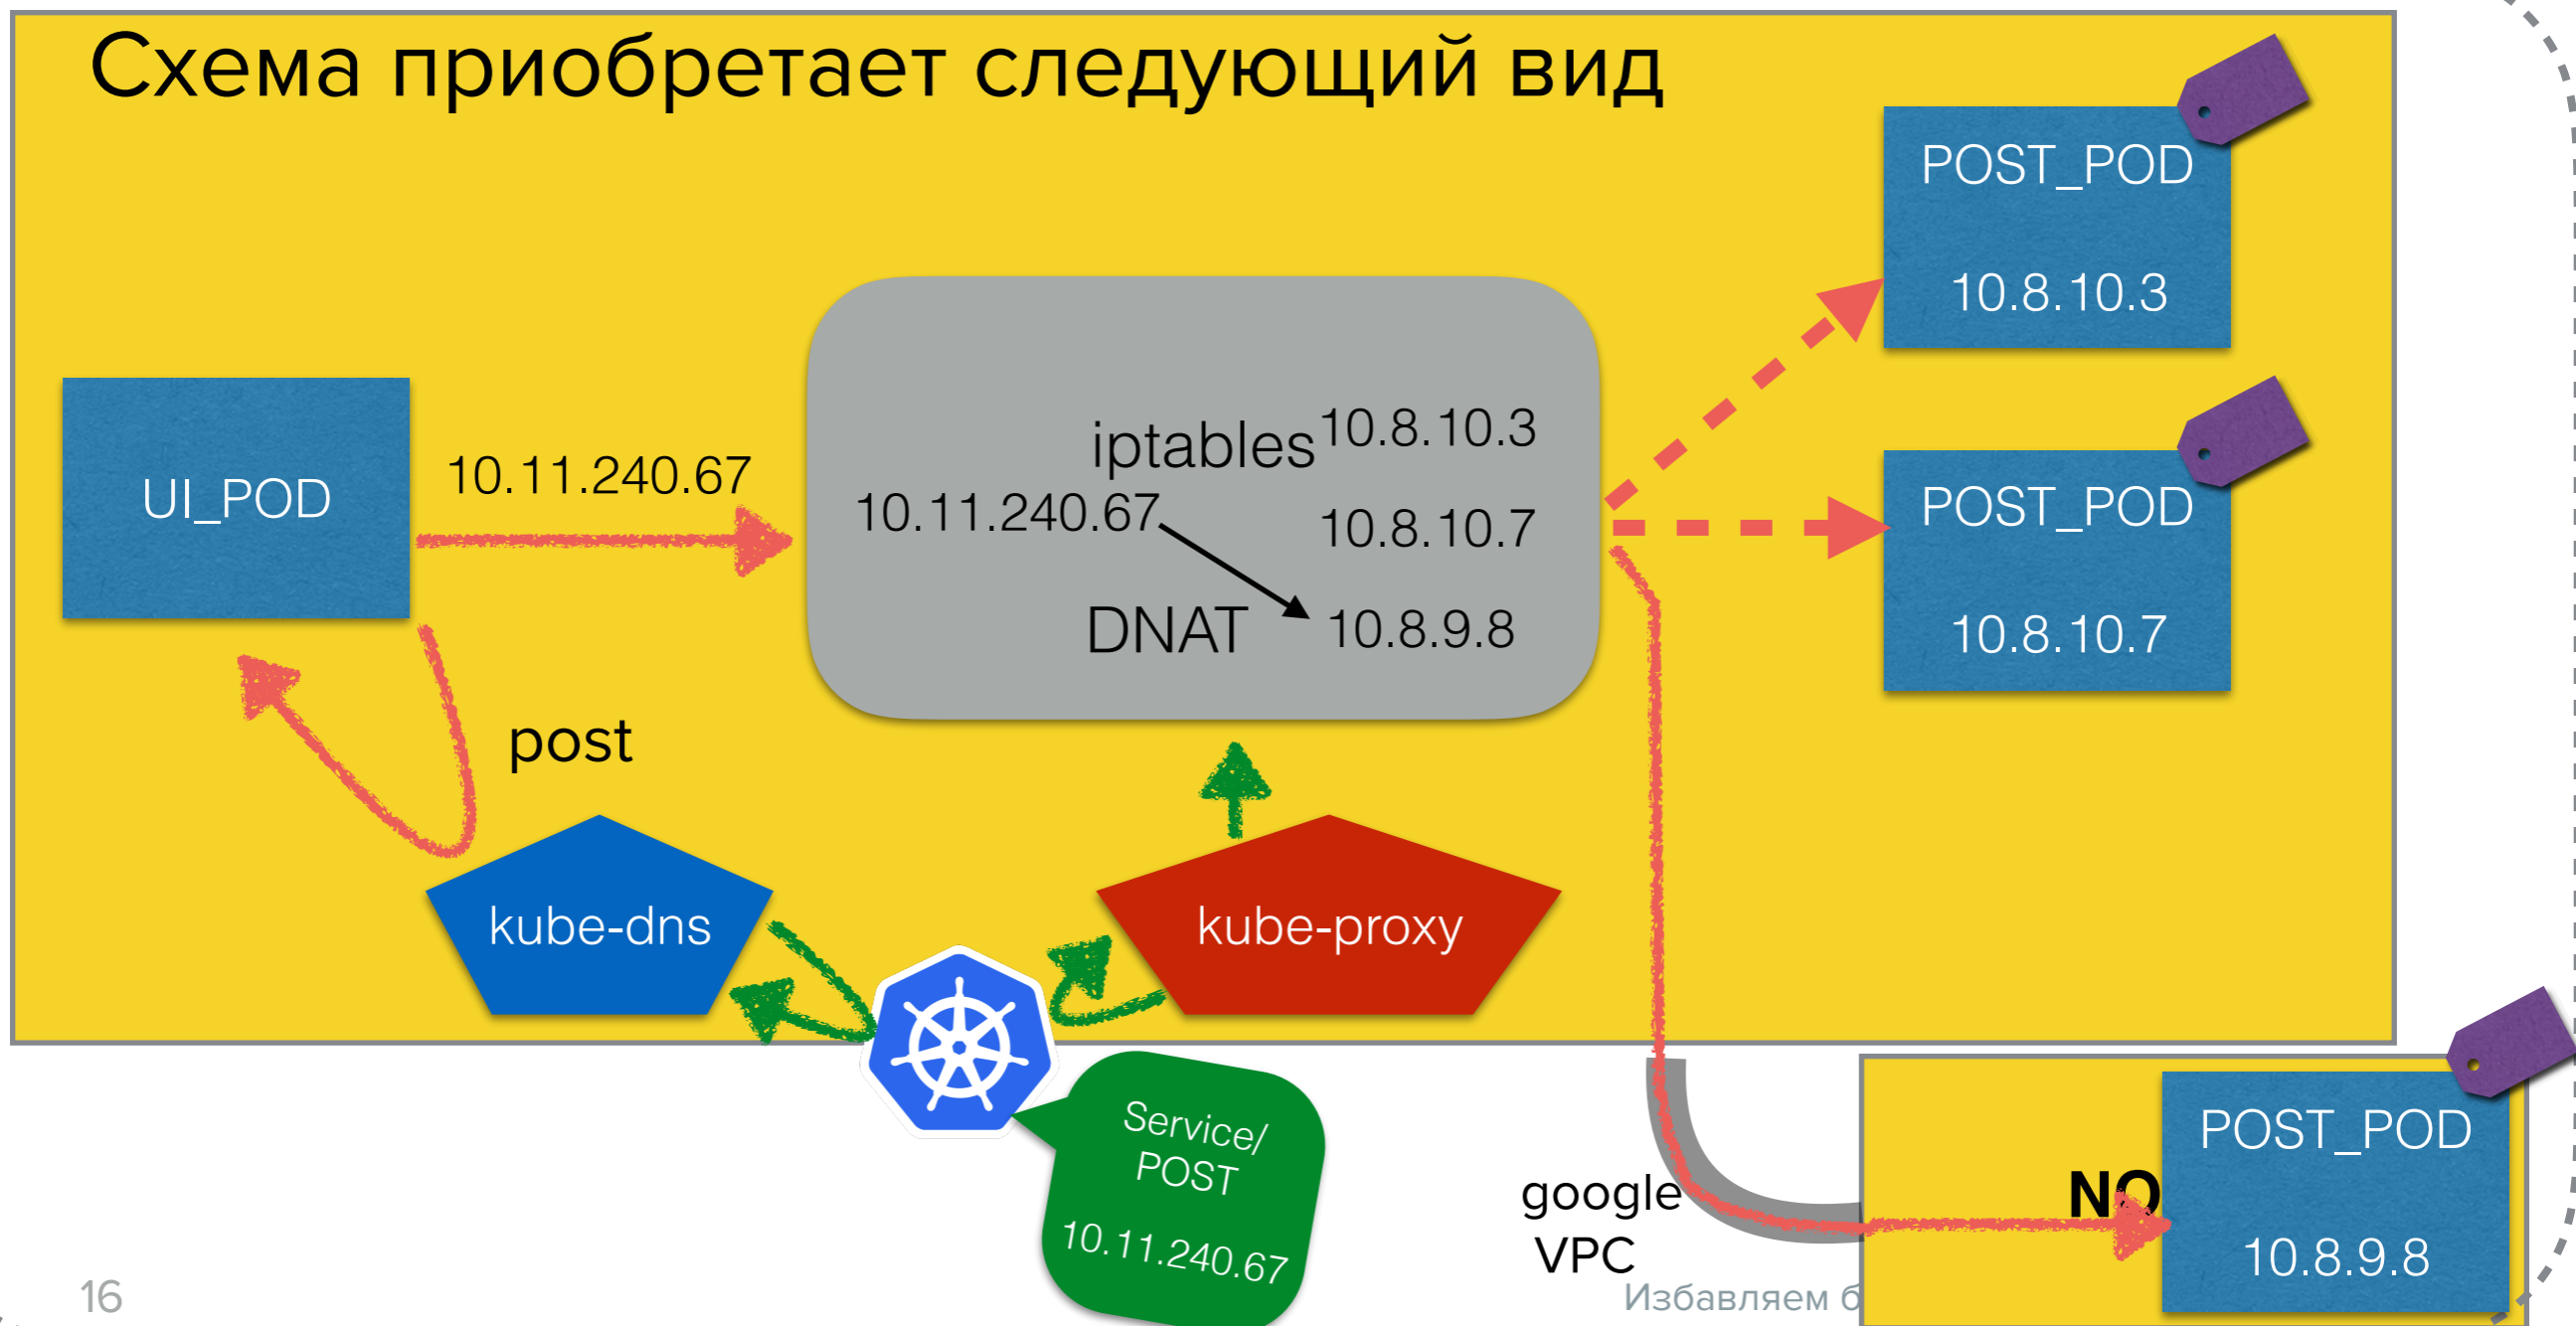 Схема приобретает следующий вид
POST_POD
10.8.10.3
UI_POD
10.11.240.67
iptables
10.8.10.3
10.11.240.67
10.8.10.7
DNAT
10.8.9.8
POST_POD
10.8.10.7
post
kube-dns
kube-proxy
Service/
POST
10.11.240.67
google
VPC
NO
POST_POD
10.8.9.8
16
Избавляем